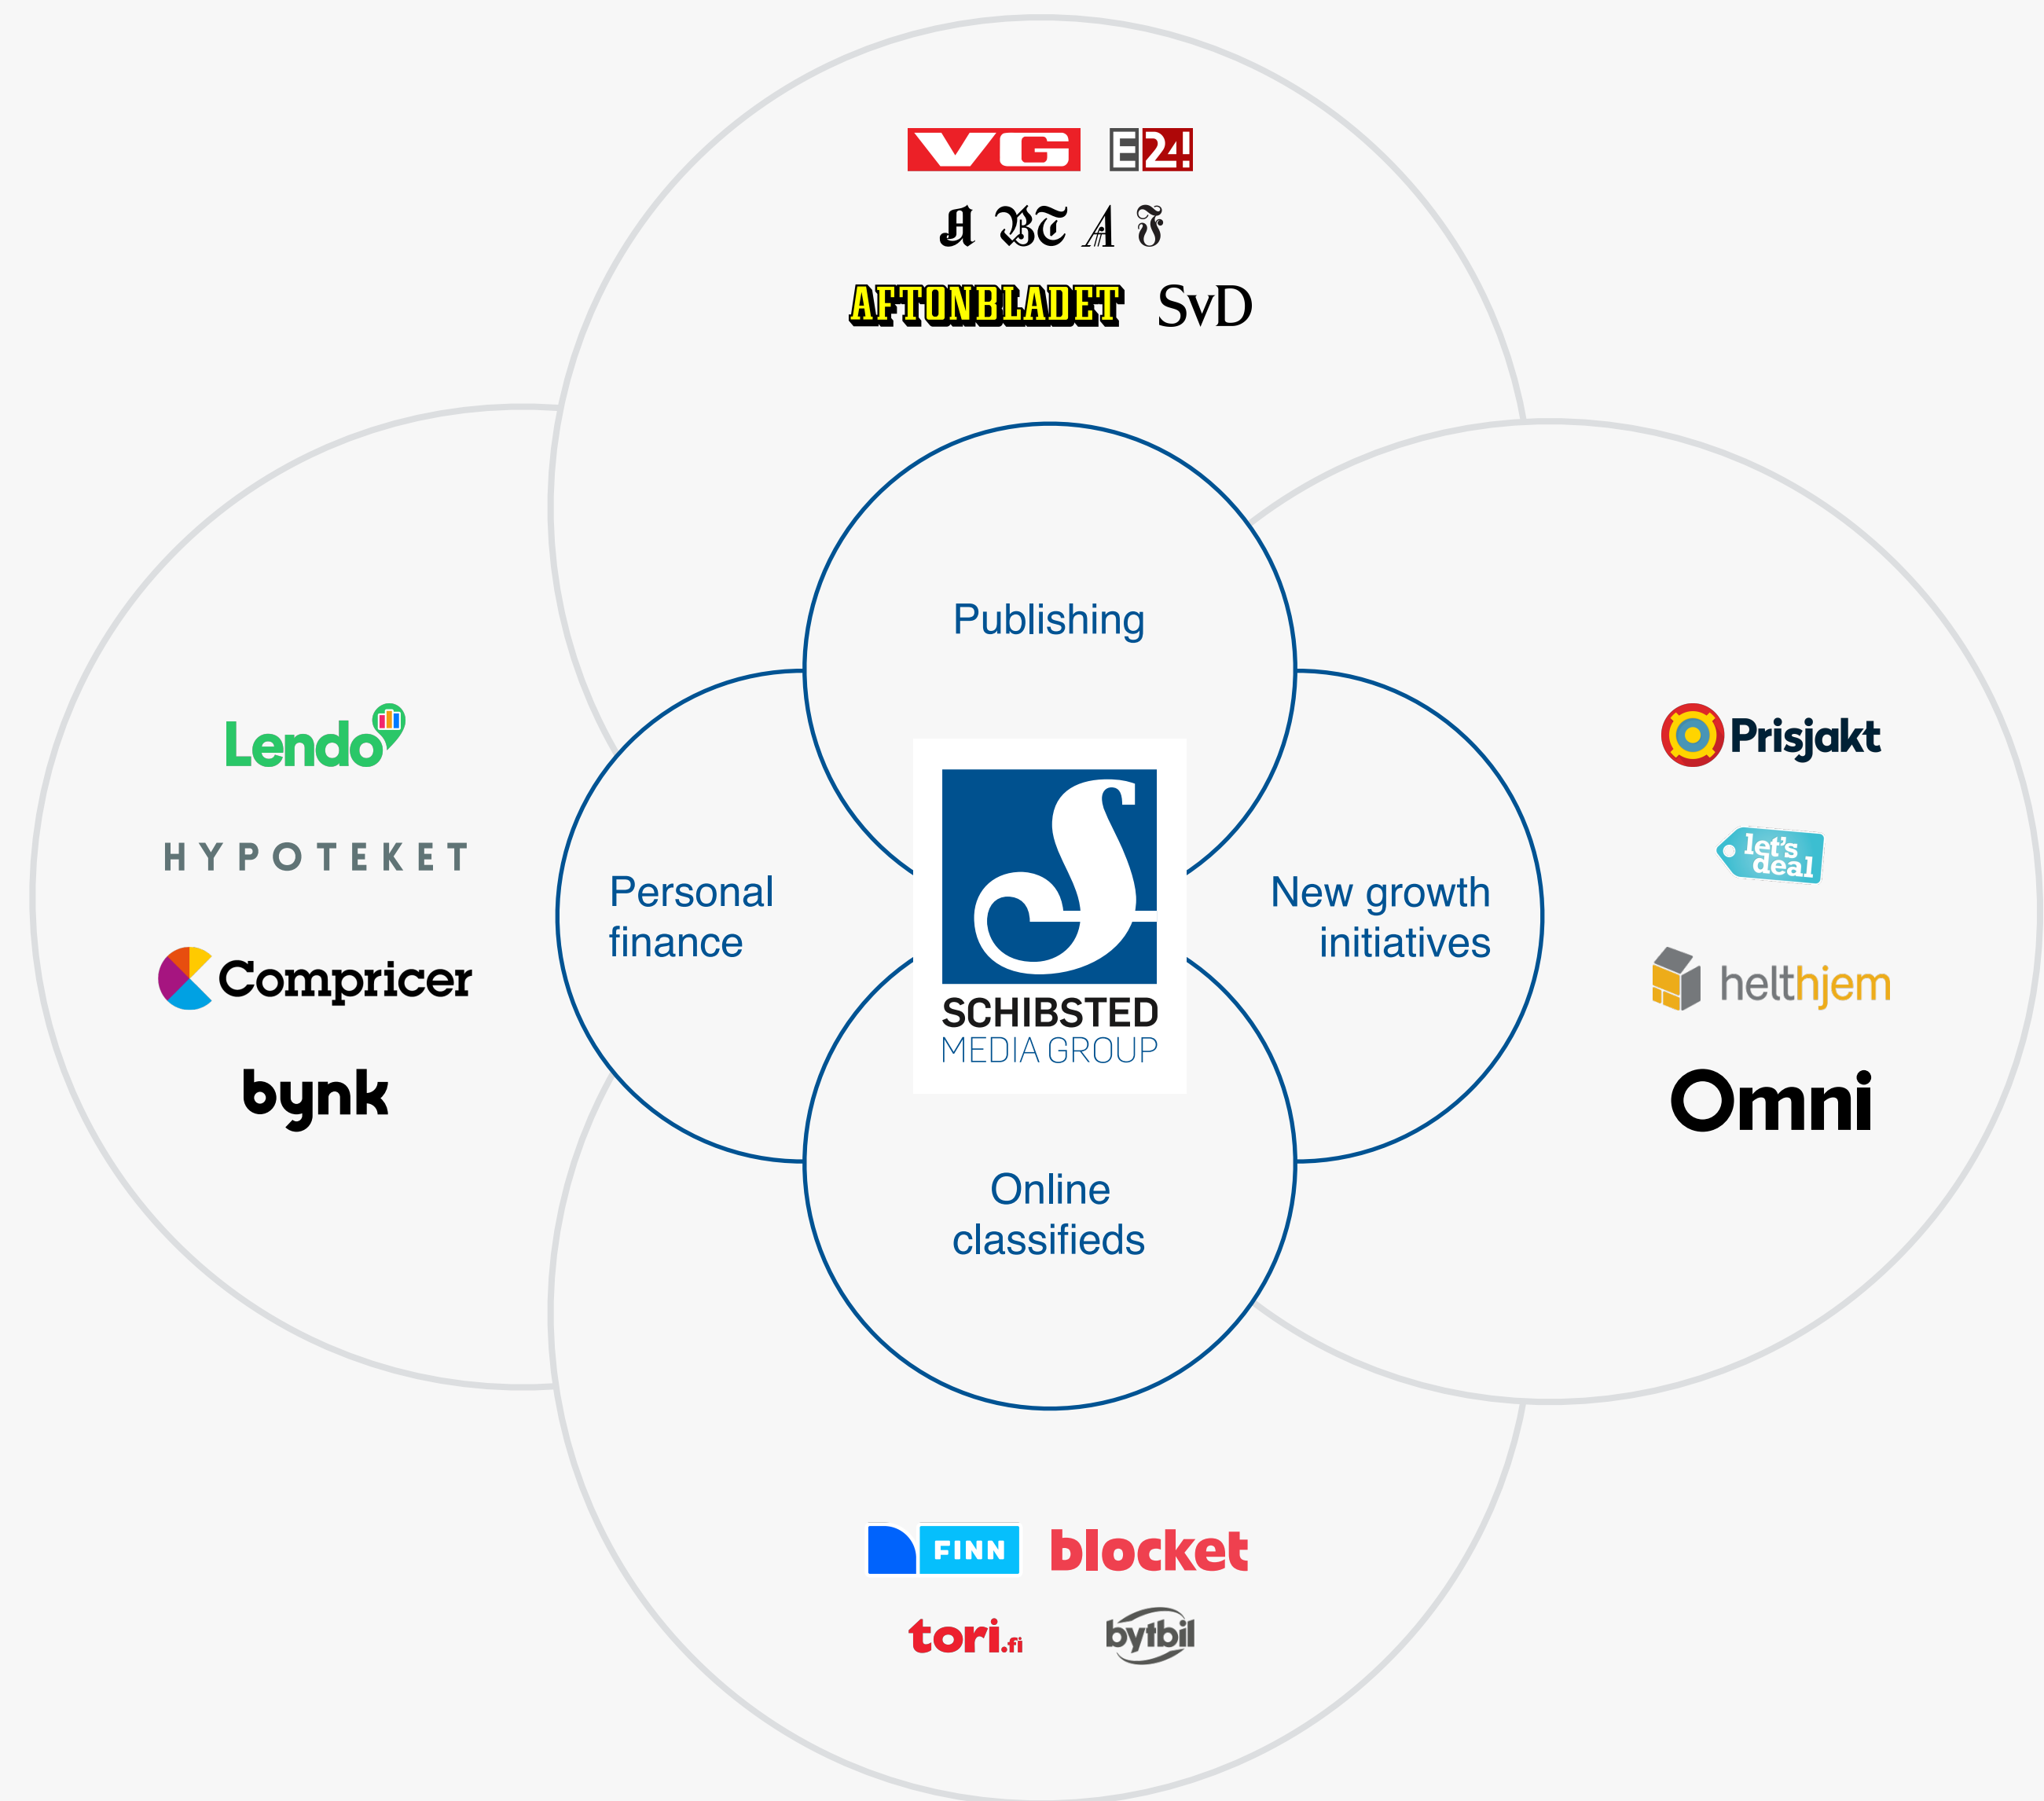 VG E24!
A BT A F
AFTONBLADET SvD
Publishing
Lendo
HYPOTEKET
Compricer
bynk
Personal
finance
SCHIBSTED
MEDIA GROUP
New growth
initiatives
Prisjakt
let's
deal
helthjem
Omni
Online
classifieds
FINN blocket
tori.fi bytbil